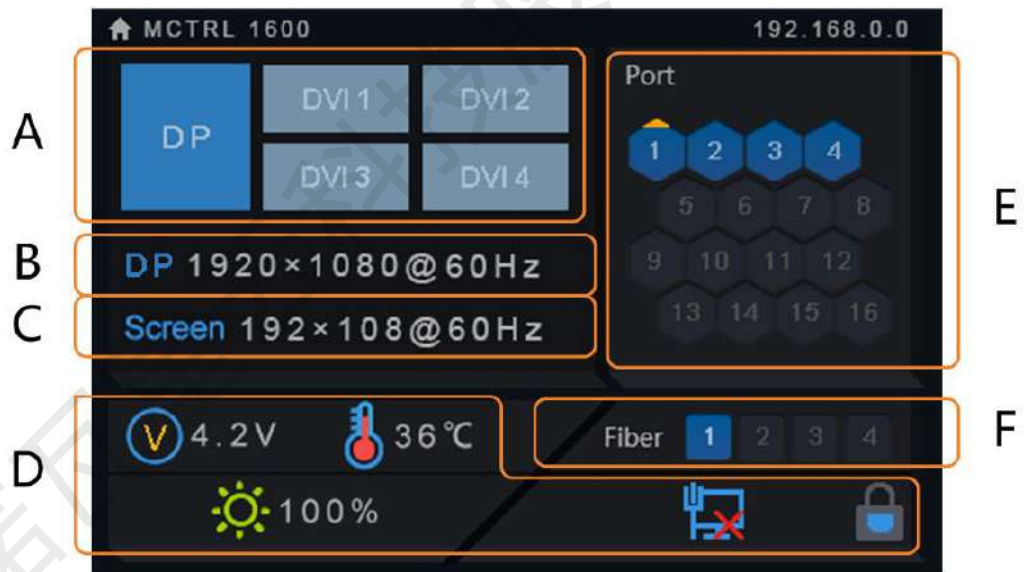 MCTRL 1600 192.168.0.0
A
DP
DVI 1 DVI 2
DVI 3 DVI 4
B
DP 1920×1080@60Hz
C
Screen 192×108@60Hz
Port
1 2 3 4
5 6 7 8
9 10 11 12
13 14 15 16
E
D
V 4.2V 36℃
100%
Fiber 1 2 3 4
F